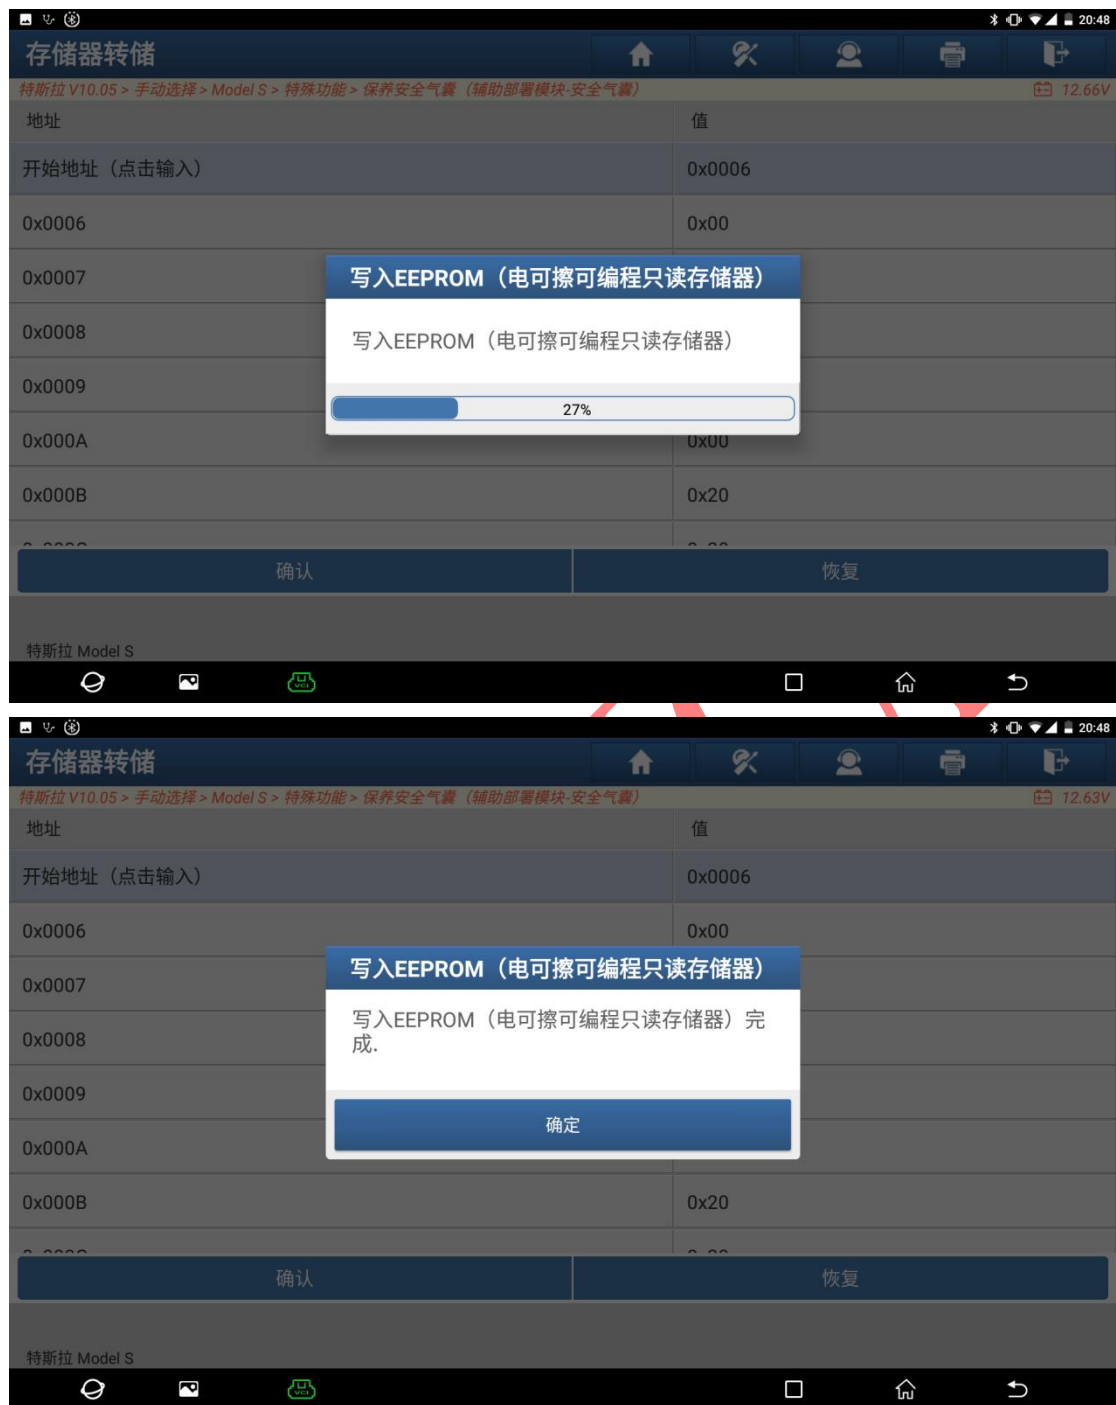 20:48
存储器转储
特斯拉 V10.05 > 手动选择 > Model S > 特殊功能 > 保养安全气囊（辅助部署模块-安全气囊） 12.66V
地址 值
开始地址（点击输入） 0x0006
0x0006 0x00
0x0007
写入EEPROM（电可擦可编程只读存储器）
0x0008
写入EEPROM（电可擦可编程只读存储器）
0x0009
27%
0x000A 0x00
0x000B 0x20
确认 恢复
特斯拉 Model S
VCI
20:48
存储器转储
特斯拉 V10.05 > 手动选择 > Model S > 特殊功能 > 保养安全气囊（辅助部署模块-安全气囊） 12.63V
地址 值
开始地址（点击输入） 0x0006
0x0006 0x00
写入EEPROM（电可擦可编程只读存储器）
0x0007
写入EEPROM（电可擦可编程只读存储器）完
成.
0x0008
0x0009
确定
0x000A
0x000B 0x20
确认 恢复
特斯拉 Model S
VCI